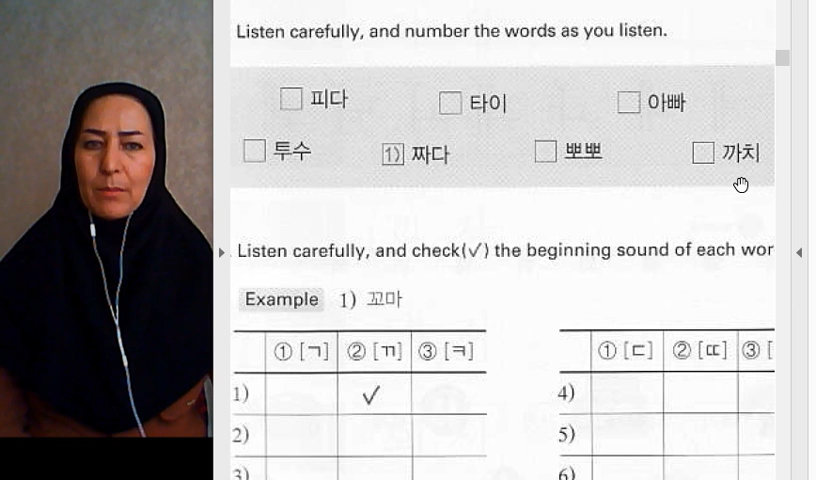 Listen carefully, and number the words as you listen.
피다 타이 아빠
투수 1) 짜다 뽀뽀 까치
Listen carefully, and check(✓) the beginning sound of each wor
Example 1) 꼬마
① [ㄱ] ② [ㄲ] ③ [ㅋ] ① [ㄷ] ② [ㄸ] ③ [
1) ✓ 4)
2) 5)
3) 6)